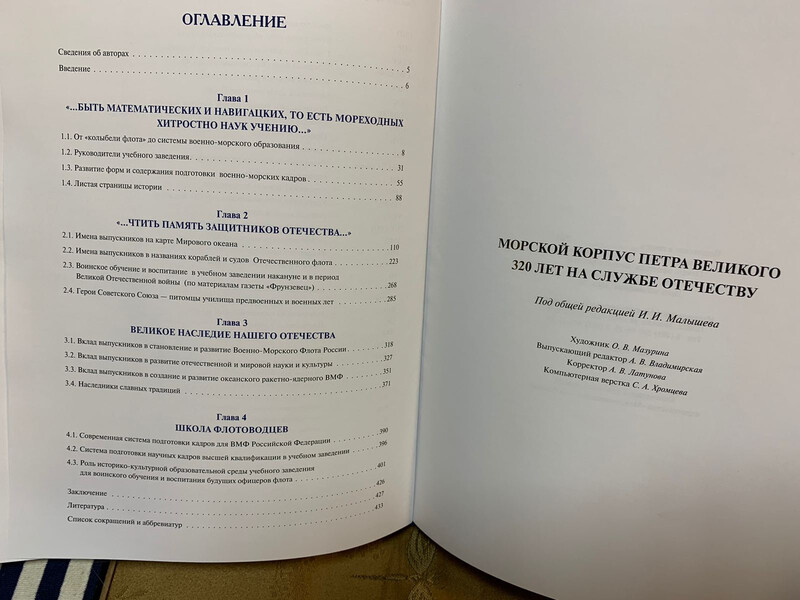 ОГЛАВЛЕНИЕ
Сведения об авторах . . . 5
Введение . . . 6
Глава 1
«...БЫТЬ МАТЕМАТИЧЕСКИХ И НАВИГАЦКИХ, ТО ЕСТЬ МОРЕХОДНЫХ
ХИТРОСТНО НАУК УЧЕНИЮ...»
1.1. От «колыбели флота» до системы военно-морского образования . . . 8
1.2. Руководители учебного заведения. . . . 31
1.3. Развитие форм и содержания подготовки военно-морских кадров . . . 55
1.4. Листая страницы истории . . . 88
Глава 2
«...ЧТИТЬ ПАМЯТЬ ЗАЩИТНИКОВ ОТЕЧЕСТВА...»
2.1. Имена выпускников на карте Мирового океана . . . 110
2.2. Имена выпускников в названиях кораблей и судов Отечественного флота . . . 223
2.3. Воинское обучение и воспитание в учебном заведении накануне и в период
Великой Отечественной войны (по материалам газеты «Фрунзевец») . . . 268
2.4. Герои Советского Союза — питомцы училища предвоенных и военных лет . . . 285
Глава 3
ВЕЛИКОЕ НАСЛЕДИЕ НАШЕГО ОТЕЧЕСТВА
3.1. Вклад выпускников в становление и развитие Военно-Морского Флота России . . . 318
3.2. Вклад выпускников в развитие отечественной и мировой науки и культуры . . . 327
3.3. Вклад выпускников в создание и развитие океанского ракетно-ядерного ВМФ . . . 351
3.4. Наследники славных традиций . . . 371
Глава 4
ШКОЛА ФЛОТОВОДЦЕВ
4.1. Современная система подготовки кадров для ВМФ Российской Федерации . . . 390
4.2. Система подготовки научных кадров высшей квалификации в учебном заведении . . . 396
4.3. Роль историко-культурной образовательной среды учебного заведения
для воинского обучения и воспитания будущих офицеров флота . . . 401
Заключение . . . 426
Литература . . . 427
Список сокращений и аббревиатур . . . 433
МОРСКОЙ КОРПУС ПЕТРА ВЕЛИКОГО
320 ЛЕТ НА СЛУЖБЕ ОТЕЧЕСТВУ
Под общей редакцией И. И. Малышева
Художник О. В. Мазурина
Выпускающий редактор А. В. Владимирская
Корректор А. В. Латунова
Компьютерная верстка С. А. Хромцева